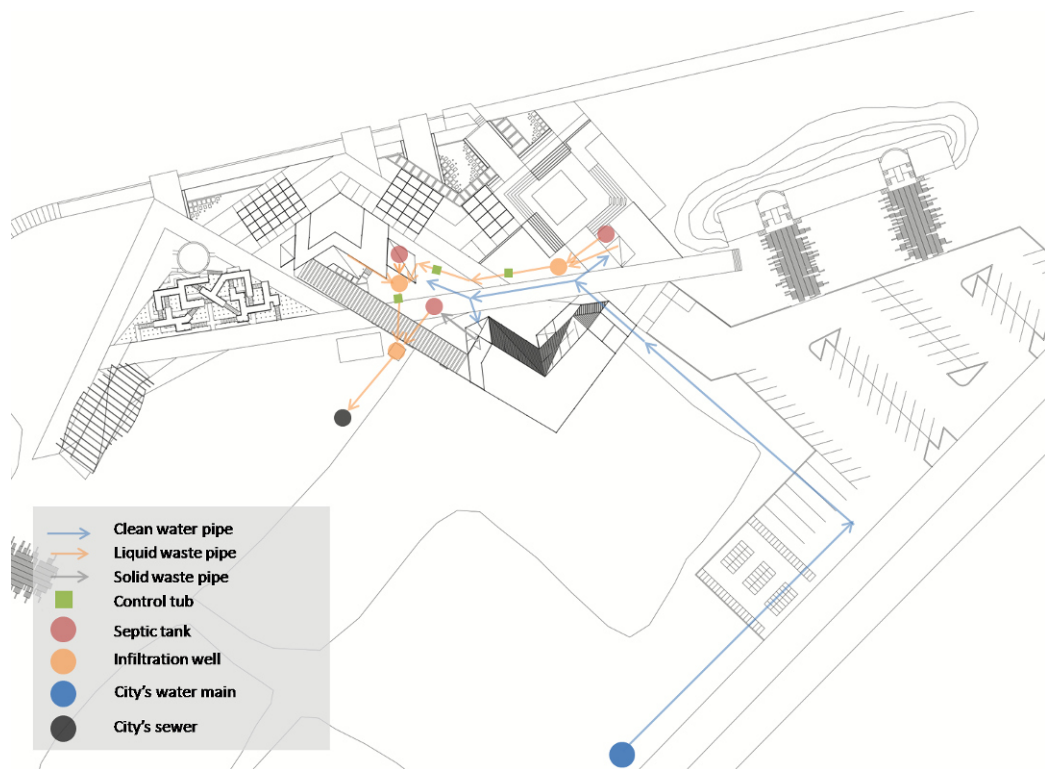 Clean water pipe
Liquid waste pipe
Solid waste pipe
Control tub
Septic tank
Infiltration well
City's water main
City's sewer